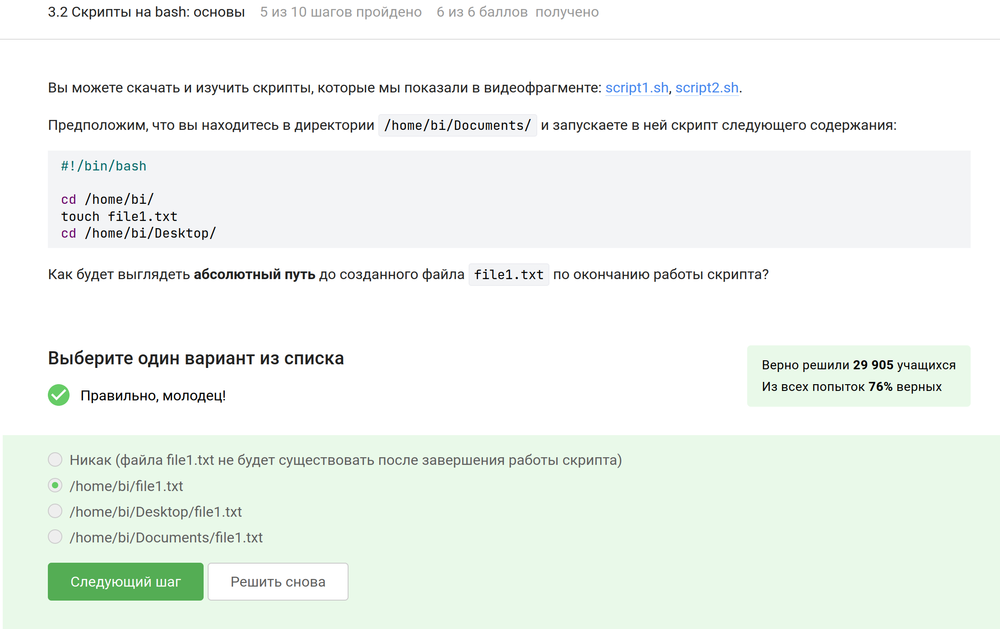 3.2 Скрипты на bash: основы 5 из 10 шагов пройдено 6 из 6 баллов получено
Вы можете скачать и изучить скрипты, которые мы показали в видеофрагменте: script1.sh, script2.sh.
Предположим, что вы находитесь в директории /home/bi/Documents/ и запускаете в ней скрипт следующего содержания:
#!/bin/bash
cd /home/bi/
touch file1.txt
cd /home/bi/Desktop/
Как будет выглядеть абсолютный путь до созданного файла file1.txt по окончанию работы скрипта?
Выберите один вариант из списка
Верно решили 29 905 учащихся
Из всех попыток 76% верных
Правильно, молодец!
Никак (файла file1.txt не будет существовать после завершения работы скрипта)
/home/bi/file1.txt
/home/bi/Desktop/file1.txt
/home/bi/Documents/file1.txt
Следующий шаг Решить снова